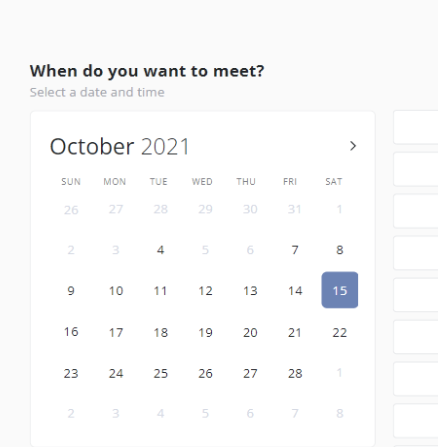 When do you want to meet?
Select a date and time
October 2021 >
SUN MON TUE WED THU FRI SAT
26 27 28 29 30 31 1
2 3 4 5 6 7 8
9 10 11 12 13 14 15
16 17 18 19 20 21 22
23 24 25 26 27 28 1
2 3 4 5 6 7 8